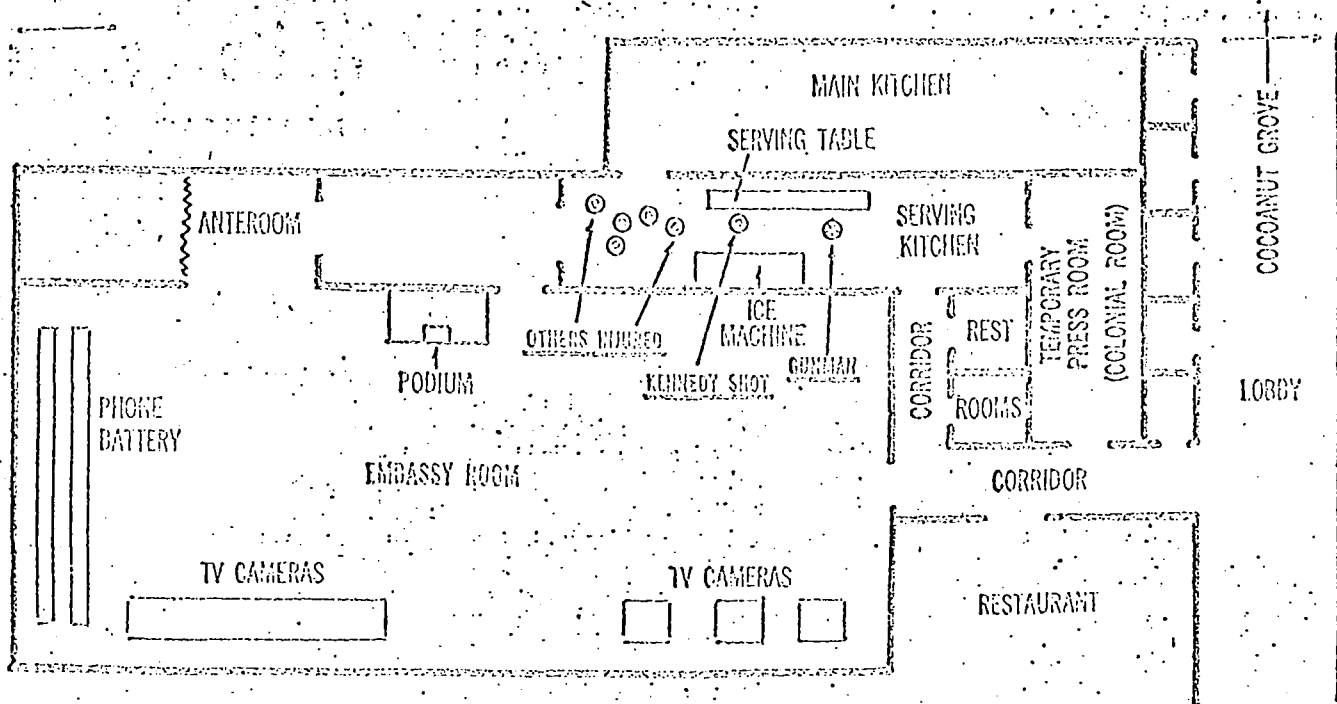 MAIN KITCHEN
SERVING TABLE
COCOANUT GROVE
ANTEROOM
SERVING
KITCHEN
TEMPORARY
PRESS ROOM
(COLONIAL ROOM)
ICE
MACHINE
OTHERS INJURED
KENNEDY SHOT
GUNMAN
PODIUM
CORRIDOR
REST
ROOMS
LOBBY
PHONE
BATTERY
EMBASSY ROOM
CORRIDOR
TV CAMERAS
TV CAMERAS
RESTAURANT